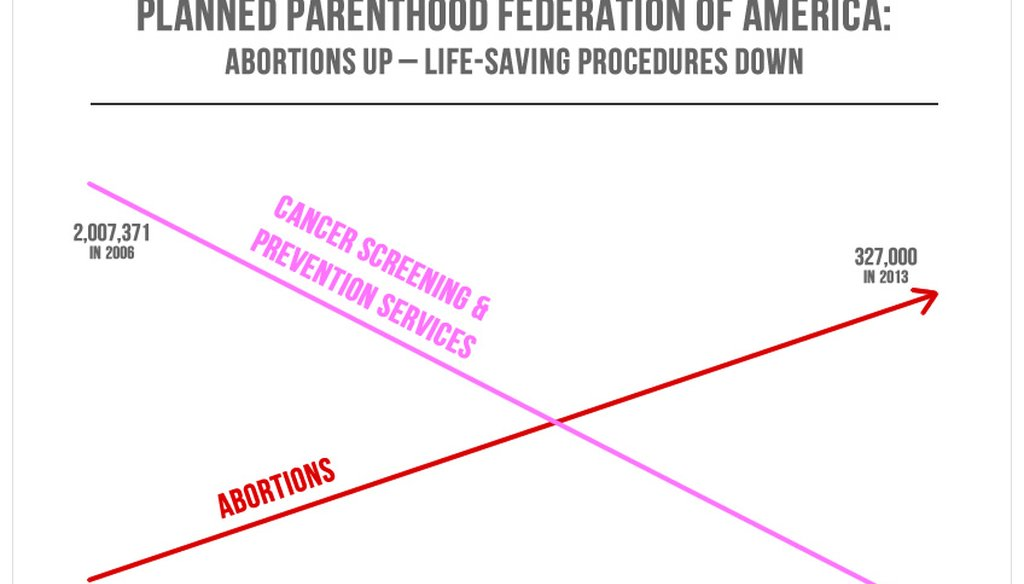 PLANNED PARENTHOOD FEDERATION OF AMERICA:
ABORTIONS UP – LIFE-SAVING PROCEDURES DOWN
2,007,371
IN 2006
CANCER SCREENING &
PREVENTION SERVICES
327,000
IN 2013
ABORTIONS